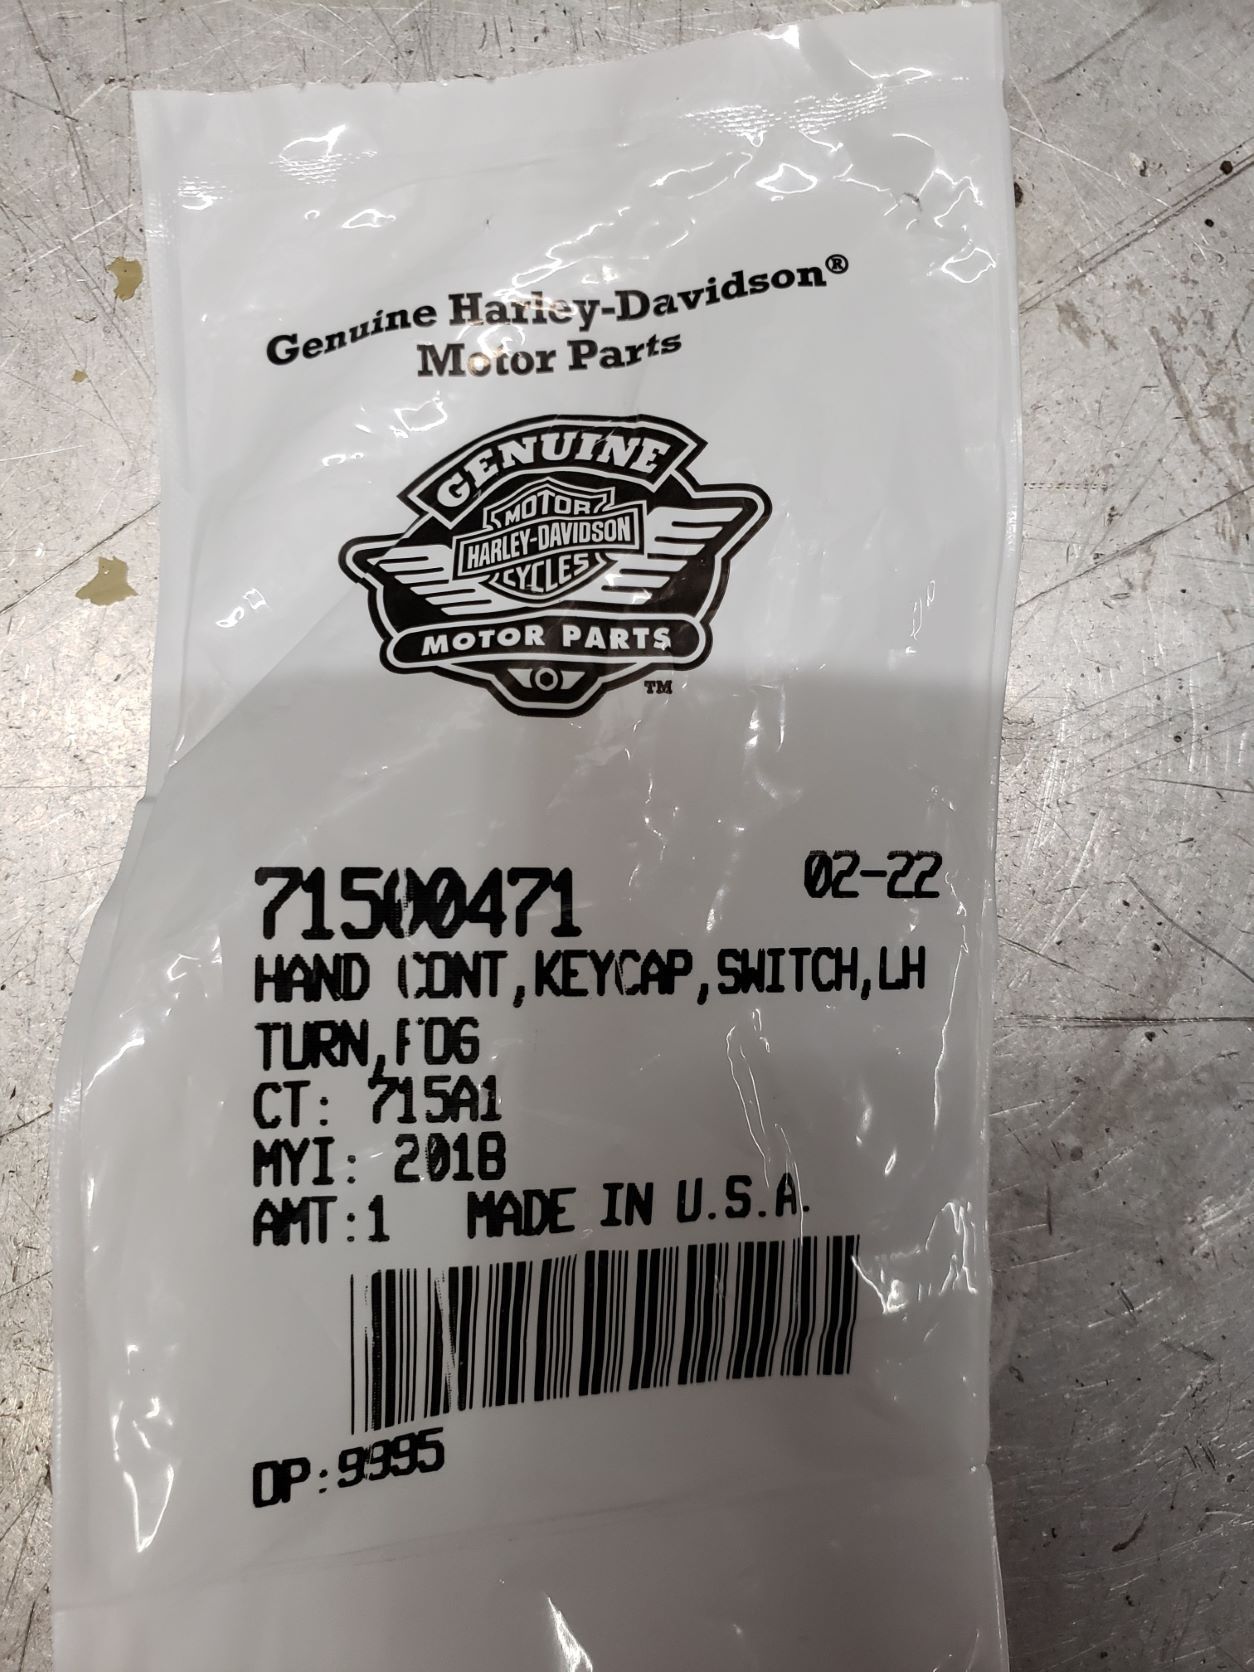 Genuine Harley-Davidson®
Motor Parts
GENUINE
MOTOR
HARLEY-DAVIDSON
CYCLES
MOTOR PARTS
TM
71500471 02-22
HAND CONT,KEYCAP,SWITCH,LH
TURN,FOG
CT: 715A1
MYI: 201B
AMT:1 MADE IN U.S.A.
OP:9995